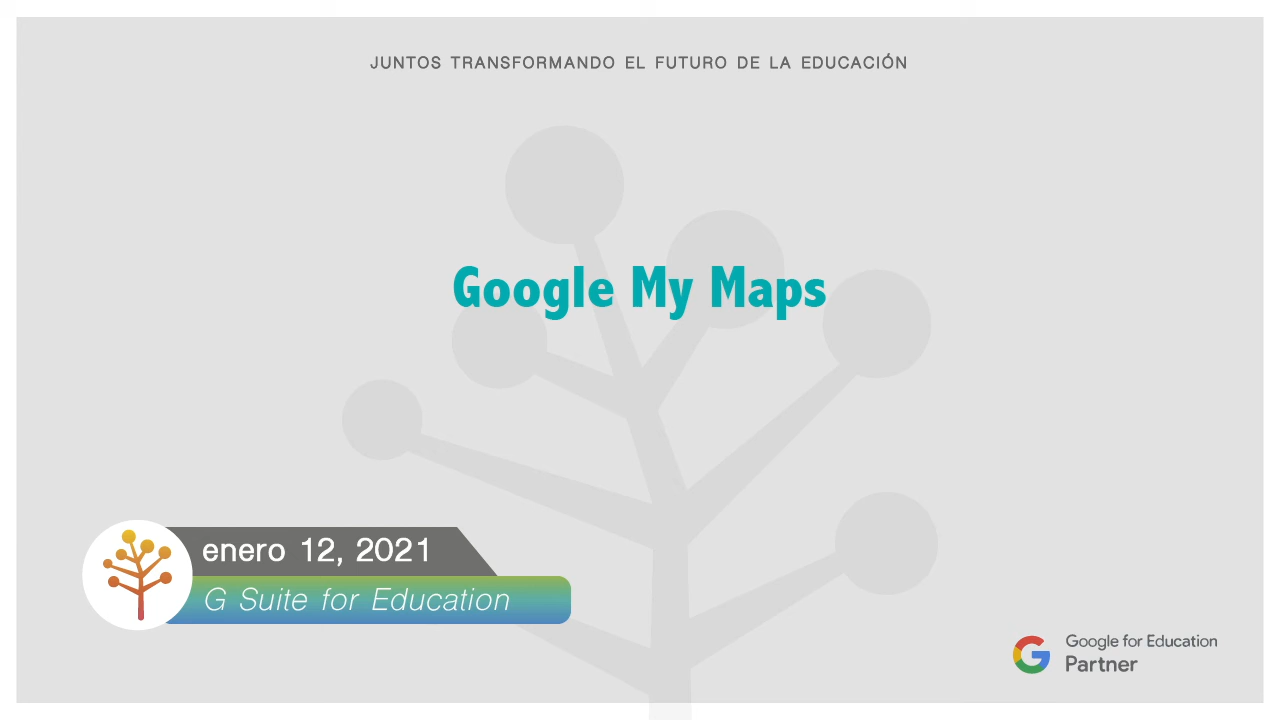 JUNTOS TRANSFORMANDO EL FUTURO DE LA EDUCACIÓN
Google My Maps
enero 12, 2021
G Suite for Education
Google for Education
Partner